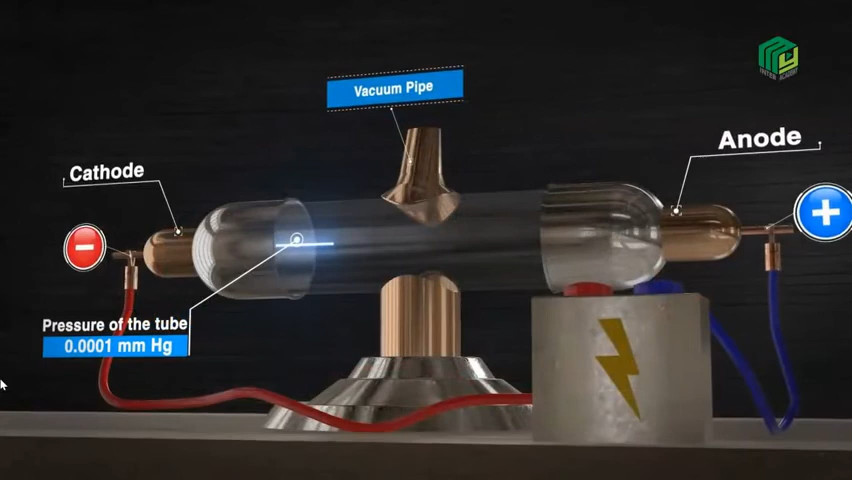 Vacuum Pipe
Anode
Cathode
Pressure of the tube
0.0001 mm Hg